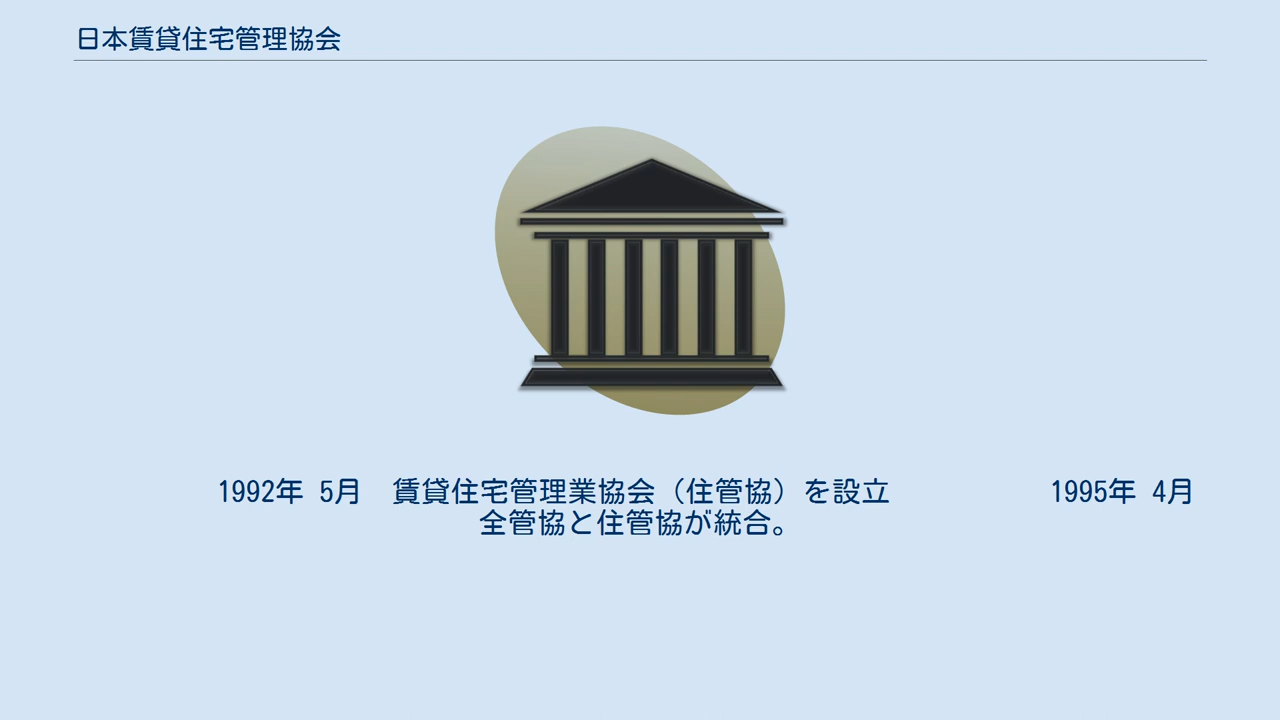 日本賃貸住宅管理協会
1992年 5月　賃貸住宅管理業協会（住管協）を設立　　　　　1995年 4月
全管協と住管協が統合。